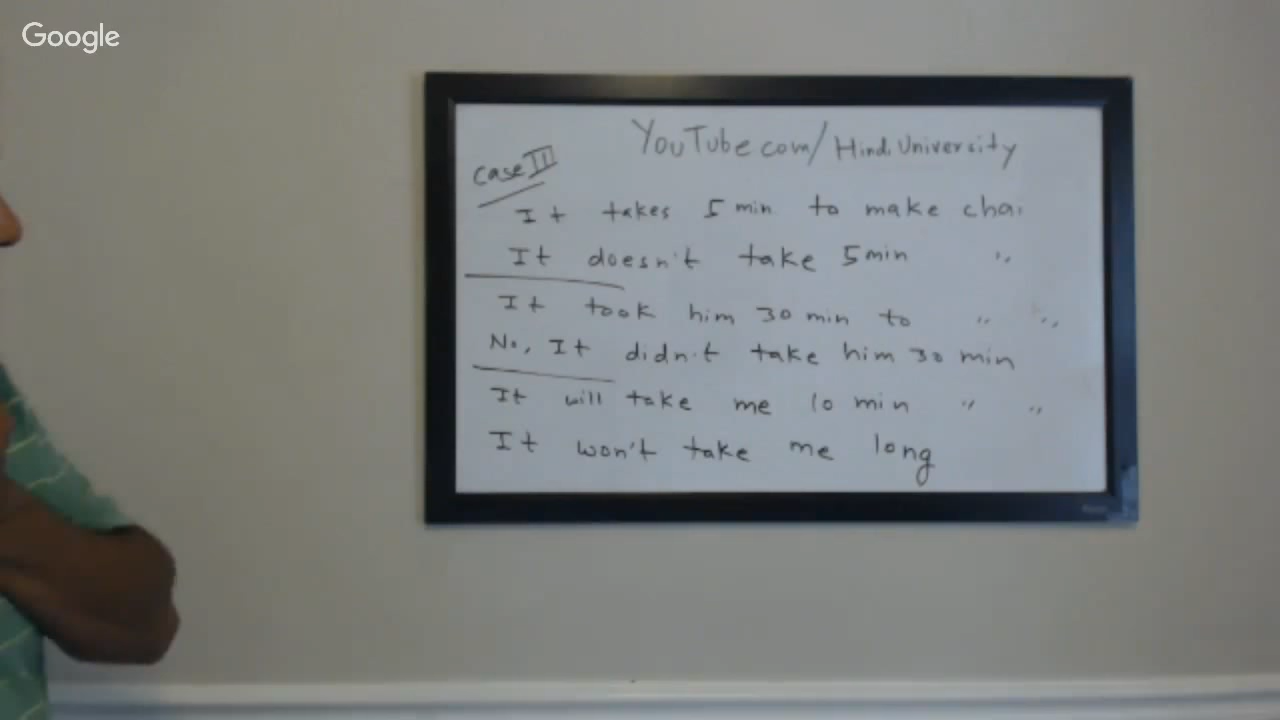 Google
YouTube.com/HindiUniversity
Case III
It takes 5 min to make chai
It doesn't take 5 min "
It took him 30 min to " "
No, It didn't take him 30 min
It will take me 10 min " "
It won't take me long